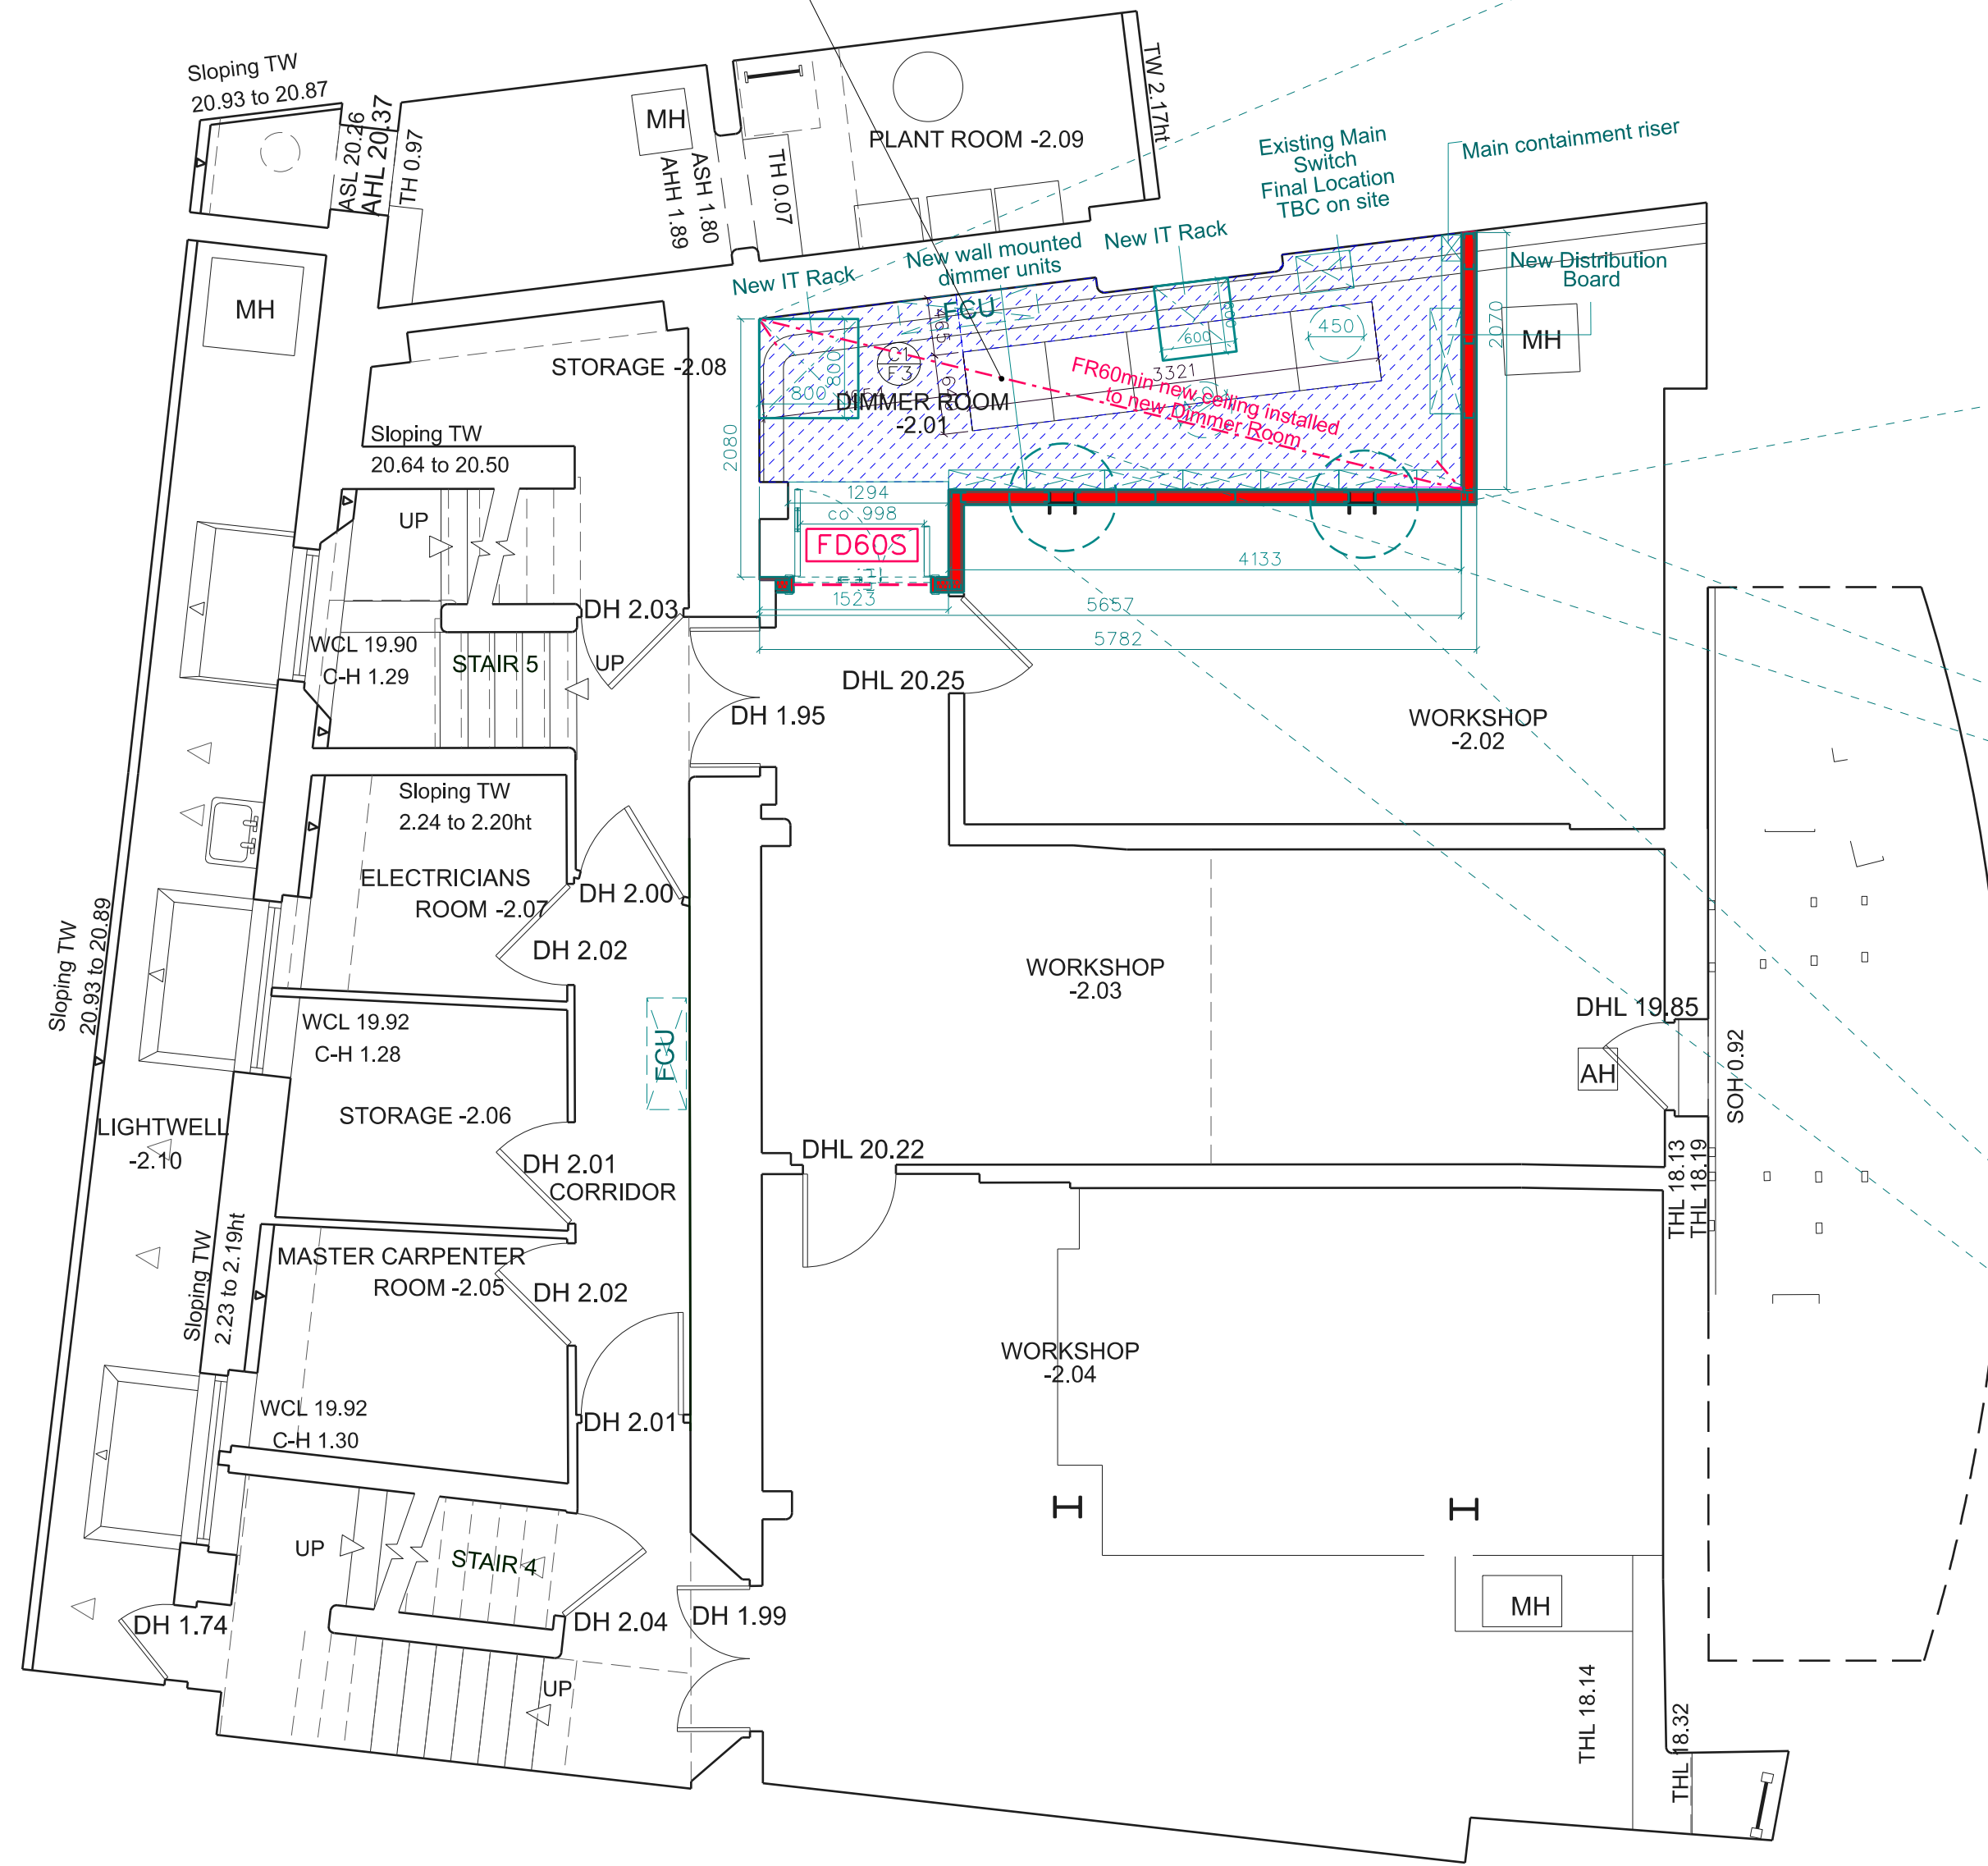 Sloping TW
20.93 to 20.87
ASL 20.26
AHL 20.37
TH 0.97
MH
ASH 1.80
AHH 1.89
TH 0.07
PLANT ROOM -2.09
TW 2.17ht
Existing Main
Switch
Final Location
TBC on site
Main containment riser
New IT Rack
New wall mounted
dimmer units
New IT Rack
New Distribution
Board
MH
STORAGE -2.08
FCU
C1
F3
465
800
800
600
600
450
2070
MH
3321
FR60min new ceiling installed
to new Dimmer Room
DIMMER ROOM
-2.01
Sloping TW
20.64 to 20.50
2080
1294
co 998
FD60S
4133
1523
5657
5782
UP
DH 2.03
WCL 19.90
C-H 1.29
STAIR 5
UP
DHL 20.25
DH 1.95
WORKSHOP
-2.02
Sloping TW
2.24 to 2.20ht
ELECTRICIANS
ROOM -2.07
DH 2.00
DH 2.02
Sloping TW
20.93 to 20.89
WORKSHOP
-2.03
DHL 19.85
AH
SOH 0.92
WCL 19.92
C-H 1.28
FCU
STORAGE -2.06
LIGHTWELL
-2.10
DH 2.01
CORRIDOR
DHL 20.22
THL 18.13
THL 18.19
Sloping TW
2.23 to 2.19ht
MASTER CARPENTER
ROOM -2.05
DH 2.02
WORKSHOP
-2.04
WCL 19.92
C-H 1.30
DH 2.01
UP
STAIR 4
DH 1.74
DH 2.04
DH 1.99
MH
UP
THL 18.14
THL 18.32